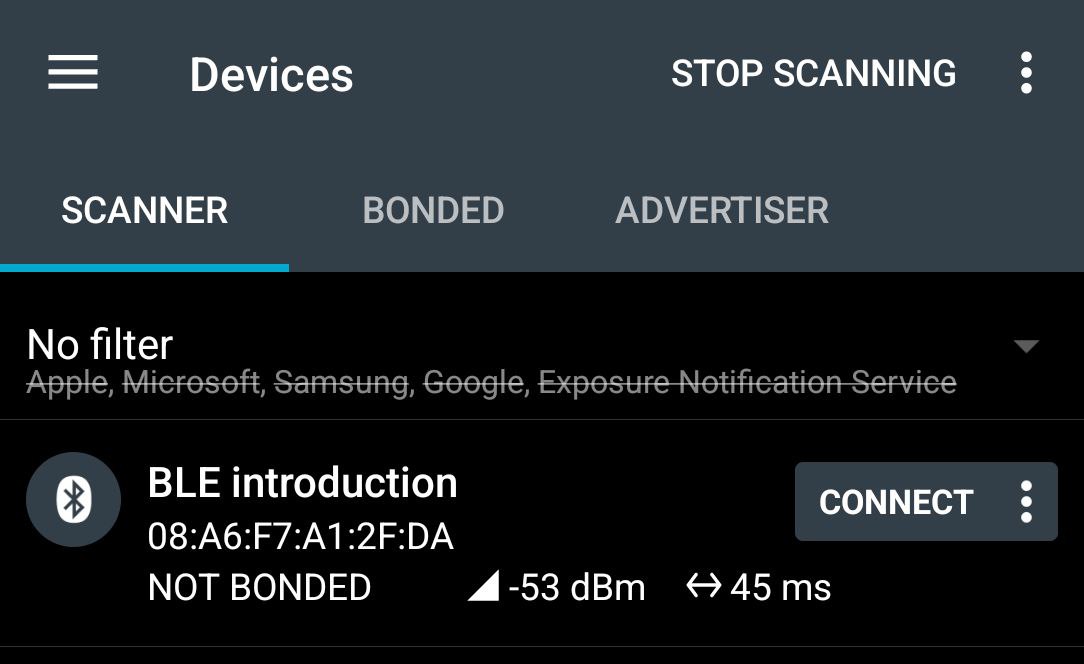 Devices STOP SCANNING
SCANNER BONDED ADVERTISER
No filter
Apple, Microsoft, Samsung, Google, Exposure Notification Service
BLE introduction
CONNECT
08:A6:F7:A1:2F:DA
NOT BONDED -53 dBm 45 ms